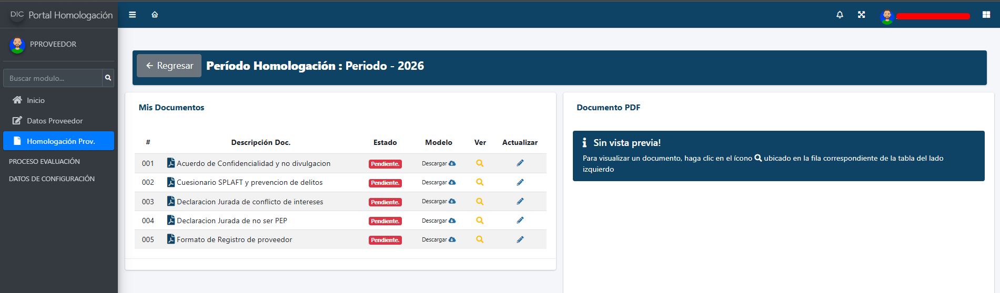 DIC Portal Homologación
PPROVEEDOR
Buscar modulo...
Inicio
Datos Proveedor
Homologación Prov.
PROCESO EVALUACIÓN
DATOS DE CONFIGURACIÓN
Regresar Período Homologación : Periodo - 2026
Mis Documentos
# Descripción Doc. Estado Modelo Ver Actualizar
001 Acuerdo de Confidencialidad y no divulgacion Pendiente. Descargar
002 Cuesionario SPLAFT y prevencion de delitos Pendiente. Descargar
003 Declaracion Jurada de conflicto de intereses Pendiente. Descargar
004 Declaracion Jurada de no ser PEP Pendiente. Descargar
005 Formato de Registro de proveedor Pendiente. Descargar
Documento PDF
Sin vista previa!
Para visualizar un documento, haga clic en el ícono ubicado en la fila correspondiente de la tabla del lado
izquierdo